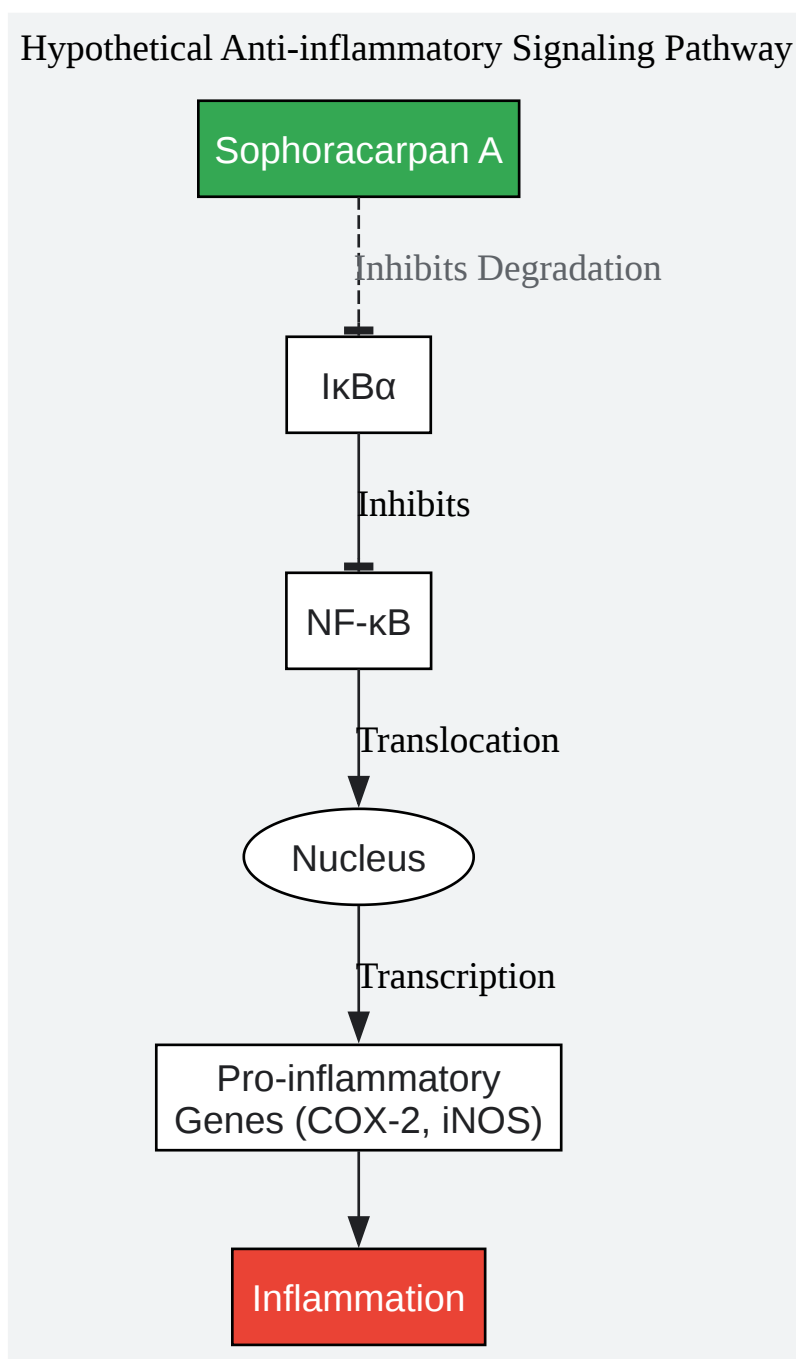 Hypothetical Anti-inflammatory Signaling Pathway
Sophoracarpan A
Inhibits Degradation
IκBα
Inhibits
NF-κB
Translocation
Nucleus
Transcription
Pro-inflammatory
Genes (COX-2, iNOS)
Inflammation